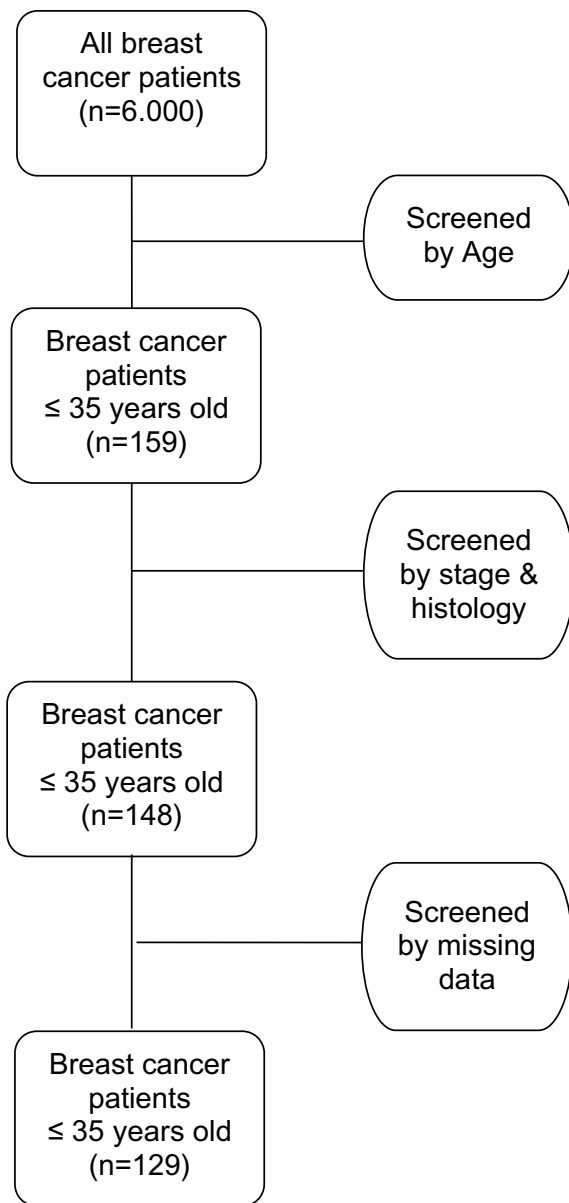 All breast
cancer patients
(n=6.000)
Screened
by Age
Breast cancer
patients
≤ 35 years old
(n=159)
Screened
by stage &
histology
Breast cancer
patients
≤ 35 years old
(n=148)
Screened
by missing
data
Breast cancer
patients
≤ 35 years old
(n=129)